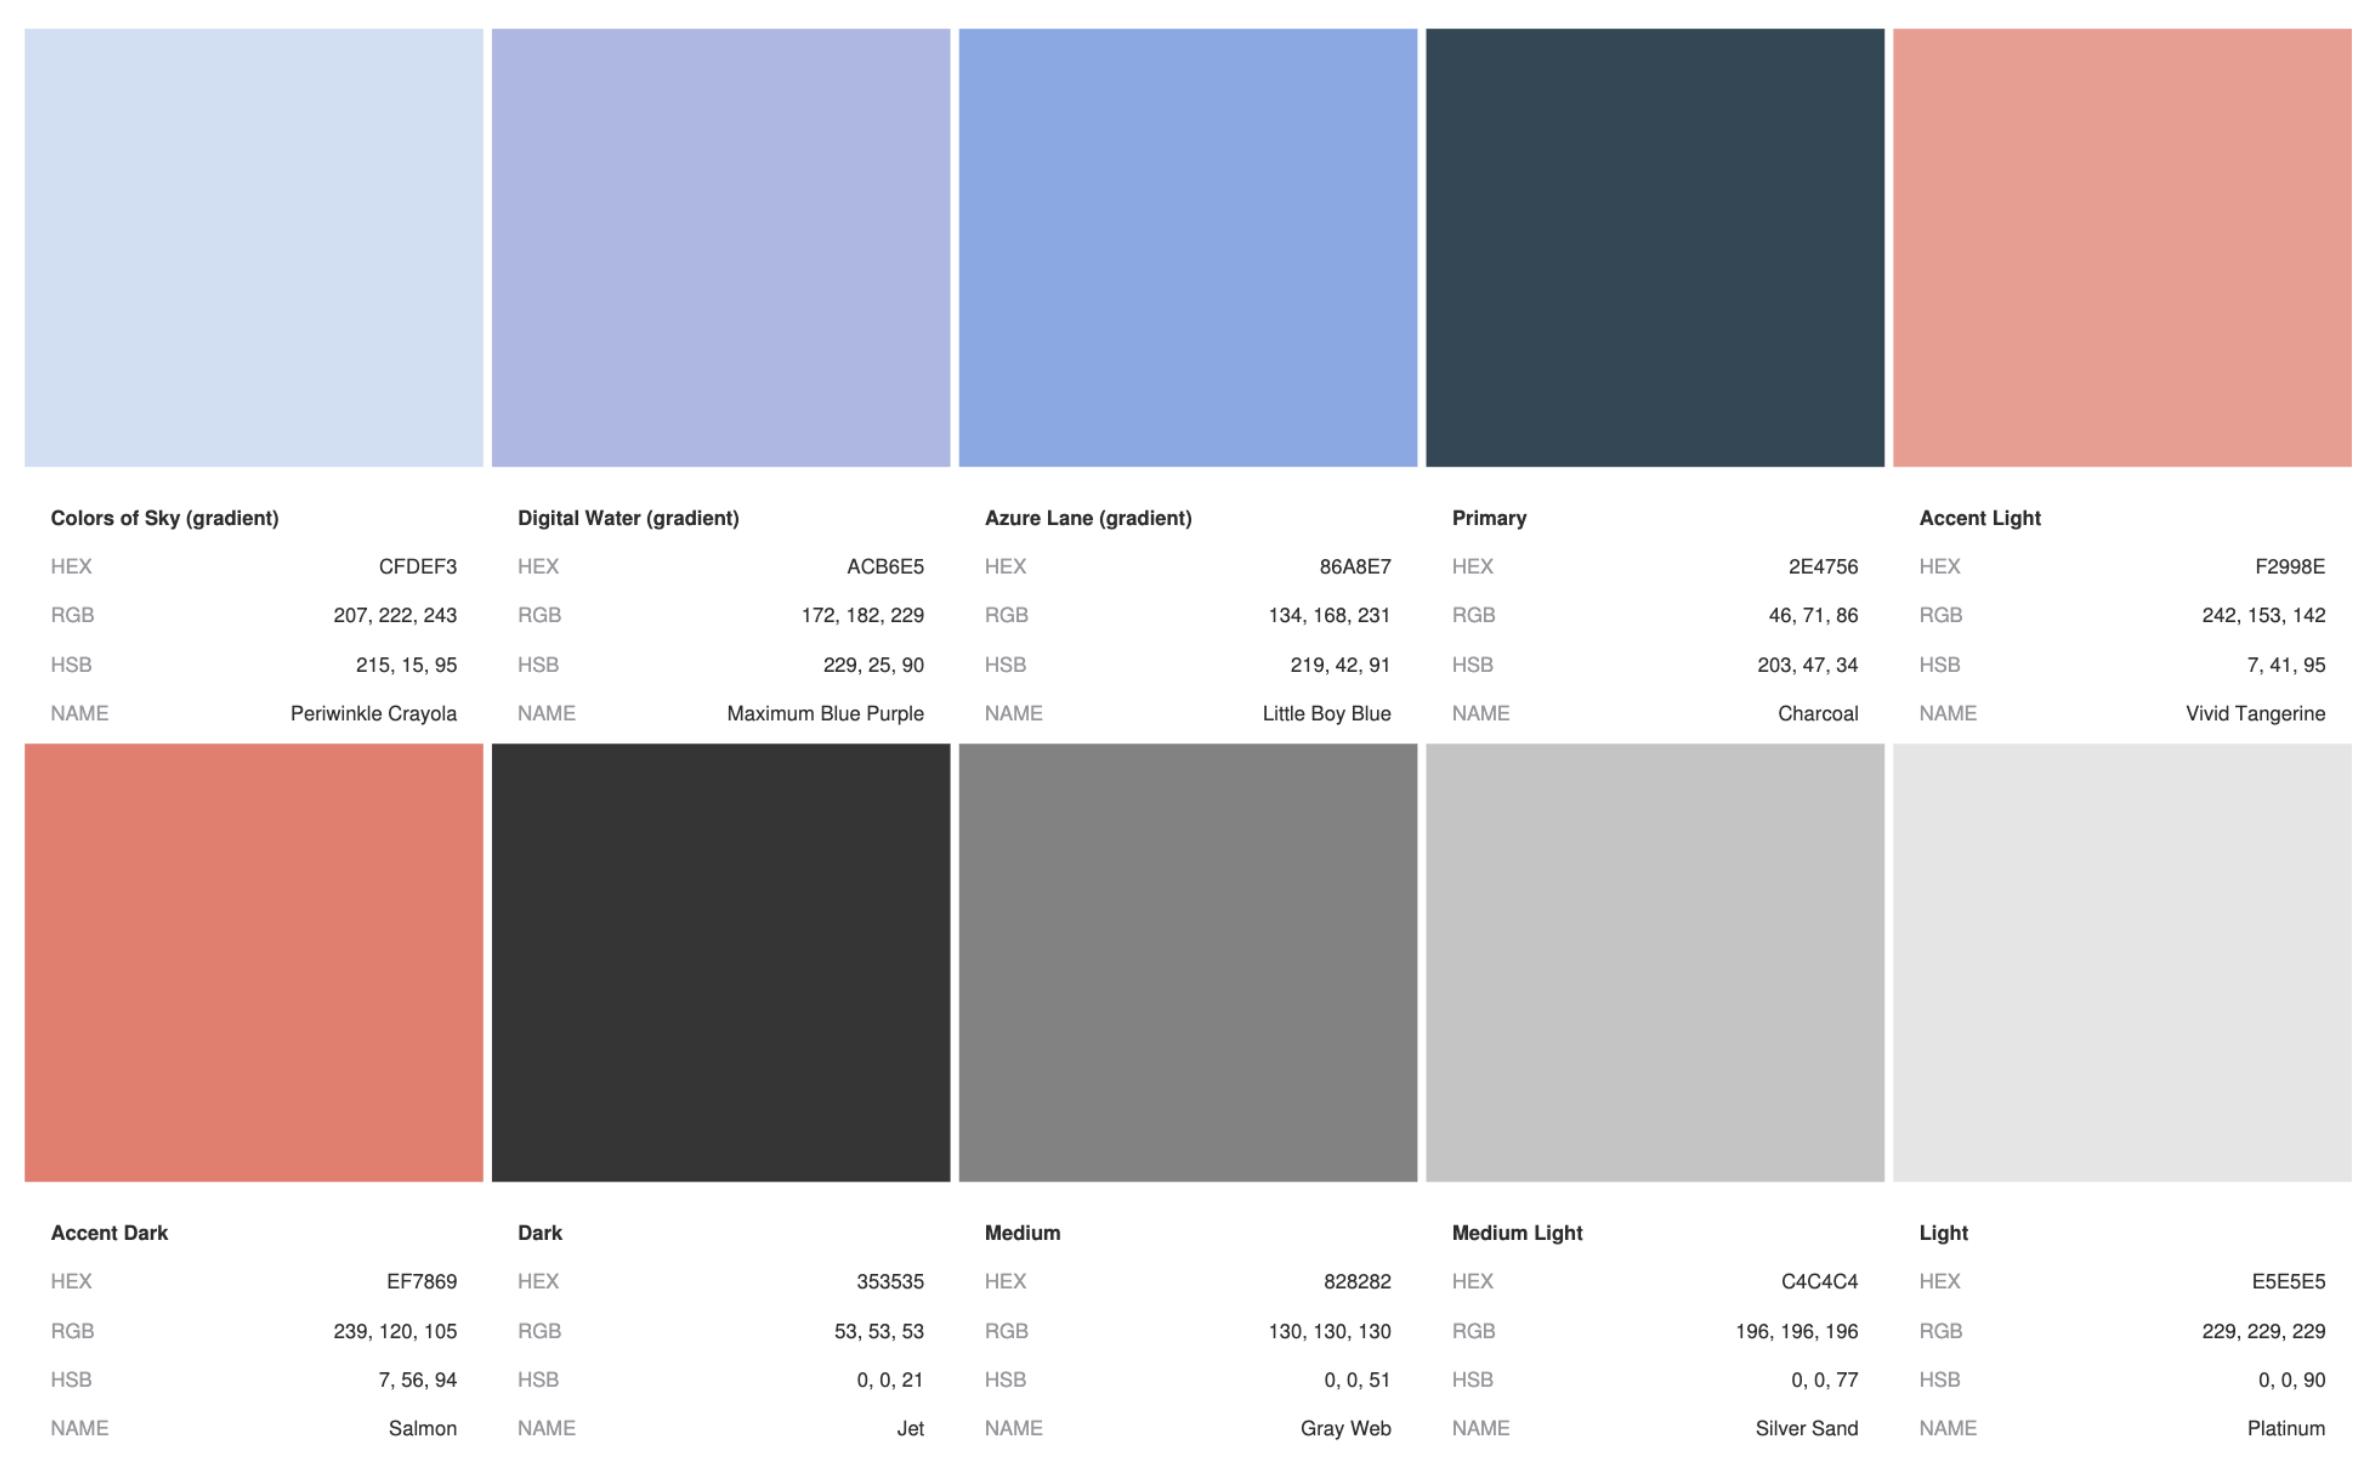 Colors of Sky (gradient)
HEX CFDEF3
RGB 207, 222, 243
HSB 215, 15, 95
NAME Periwinkle Crayola
Digital Water (gradient)
HEX ACB6E5
RGB 172, 182, 229
HSB 229, 25, 90
NAME Maximum Blue Purple
Azure Lane (gradient)
HEX 86A8E7
RGB 134, 168, 231
HSB 219, 42, 91
NAME Little Boy Blue
Primary
HEX 2E4756
RGB 46, 71, 86
HSB 203, 47, 34
NAME Charcoal
Accent Light
HEX F2998E
RGB 242, 153, 142
HSB 7, 41, 95
NAME Vivid Tangerine
Accent Dark
HEX EF7869
RGB 239, 120, 105
HSB 7, 56, 94
NAME Salmon
Dark
HEX 353535
RGB 53, 53, 53
HSB 0, 0, 21
NAME Jet
Medium
HEX 828282
RGB 130, 130, 130
HSB 0, 0, 51
NAME Gray Web
Medium Light
HEX C4C4C4
RGB 196, 196, 196
HSB 0, 0, 77
NAME Silver Sand
Light
HEX E5E5E5
RGB 229, 229, 229
HSB 0, 0, 90
NAME Platinum